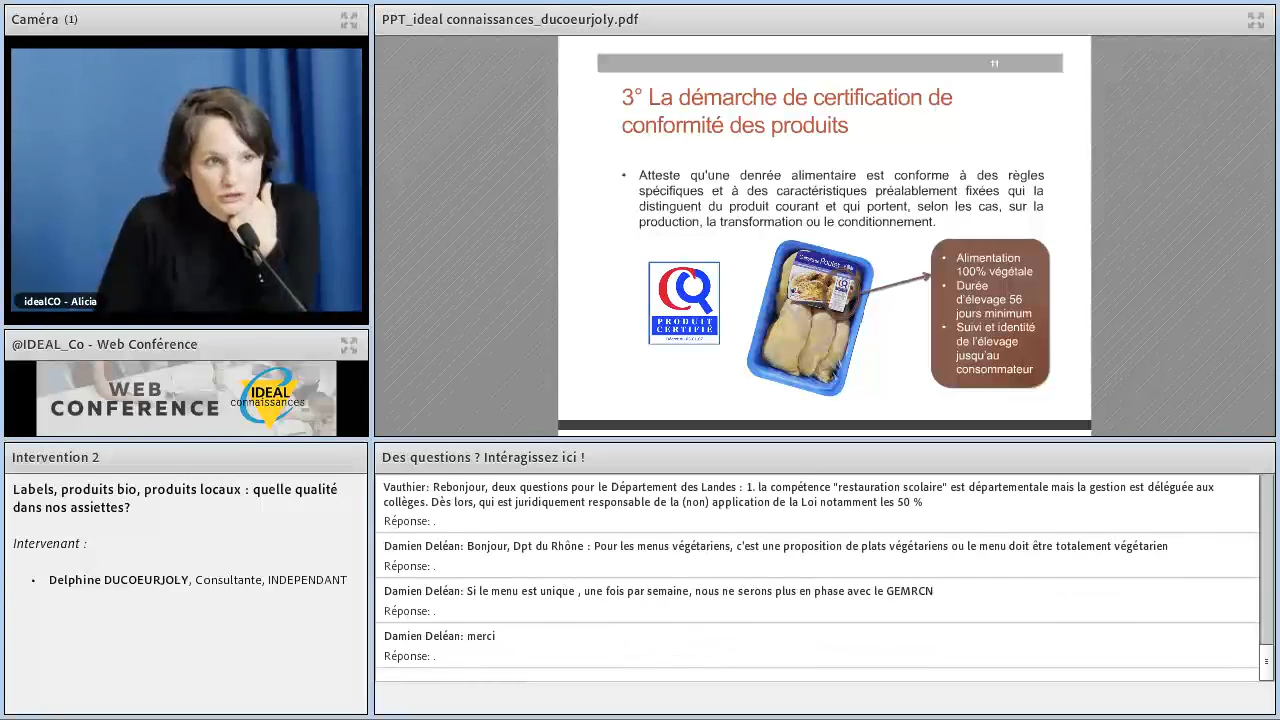 Caméra (1)
idealCO - Alicia
@IDEAL_Co - Web Conférence
WEB
CONFERENCE
IDEAL
connaissances
Intervention 2
Labels, produits bio, produits locaux : quelle qualité
dans nos assiettes?
Intervenant :
• Delphine DUCOEURJOLY, Consultante, INDEPENDANT
PPT_ideal connaissances_ducoeurjoly.pdf
11
3° La démarche de certification de
conformité des produits
• Atteste qu'une denrée alimentaire est conforme à des règles
spécifiques et à des caractéristiques préalablement fixées qui la
distinguent du produit courant et qui portent, selon les cas, sur la
production, la transformation ou le conditionnement.
CQ
PRODUIT
CERTIFIÉ
Poulet
• Alimentation
100% végétale
• Durée
d'élevage 56
jours minimum
• Suivi et identité
de l'élevage
jusqu'au
consommateur
Des questions ? Intéragissez ici !
Vauthier: Rebonjour, deux questions pour le Département des Landes : 1. la compétence "restauration scolaire" est départementale mais la gestion est déléguée aux
collèges. Dès lors, qui est juridiquement responsable de la (non) application de la Loi notamment les 50 %
Réponse: .
Damien Deléan: Bonjour, Dpt du Rhône : Pour les menus végétariens, c'est une proposition de plats végétariens ou le menu doit être totalement végétarien
Réponse: .
Damien Deléan: Si le menu est unique , une fois par semaine, nous ne serons plus en phase avec le GEMRCN
Réponse: .
Damien Deléan: merci
Réponse: .